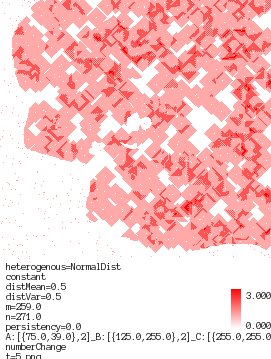 heterogenous=NormalDist
constant
distMean=0.5
distVar=0.5
m=259.0
n=271.0
persistency=0.0
A:[{75.0,39.0},2]_B:[{125.0,255.0},2]_C:[{255.0,255.0
numberChange
t=5.png
3.000
0.000